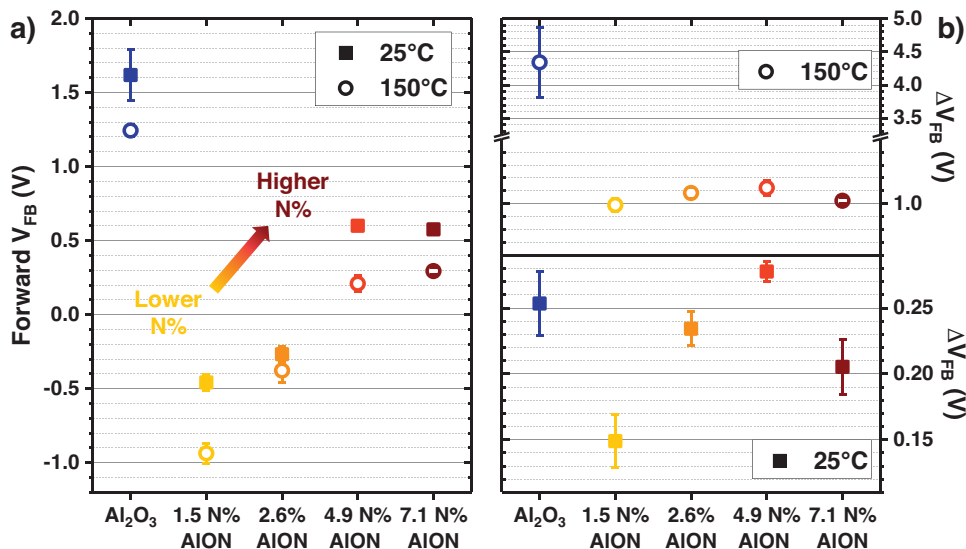 a)
2.0
1.5
1.0
0.5
0.0
-0.5
-1.0
Forward V_FB (V)
25°C
150°C
Higher
N%
Lower
N%
Al₂O₃
1.5 N%
AlON
2.6%
AlON
4.9 N%
AlON
7.1 N%
AlON
b)
150°C
5.0
4.5
4.0
3.5
1.0
ΔV_FB (V)
0.25
0.20
0.15
ΔV_FB (V)
25°C
Al₂O₃
1.5 N%
AlON
2.6%
AlON
4.9 N%
AlON
7.1 N%
AlON